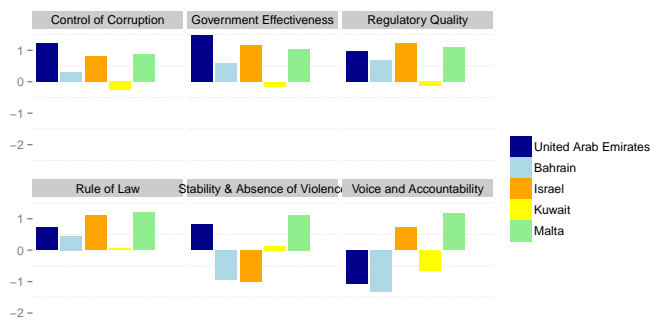 Control of Corruption
Government Effectiveness
Regulatory Quality
1
0
−1
−2
United Arab Emirates
Bahrain
Israel
Kuwait
Malta
Rule of Law
Stability & Absence of Violence
Voice and Accountability
1
0
−1
−2